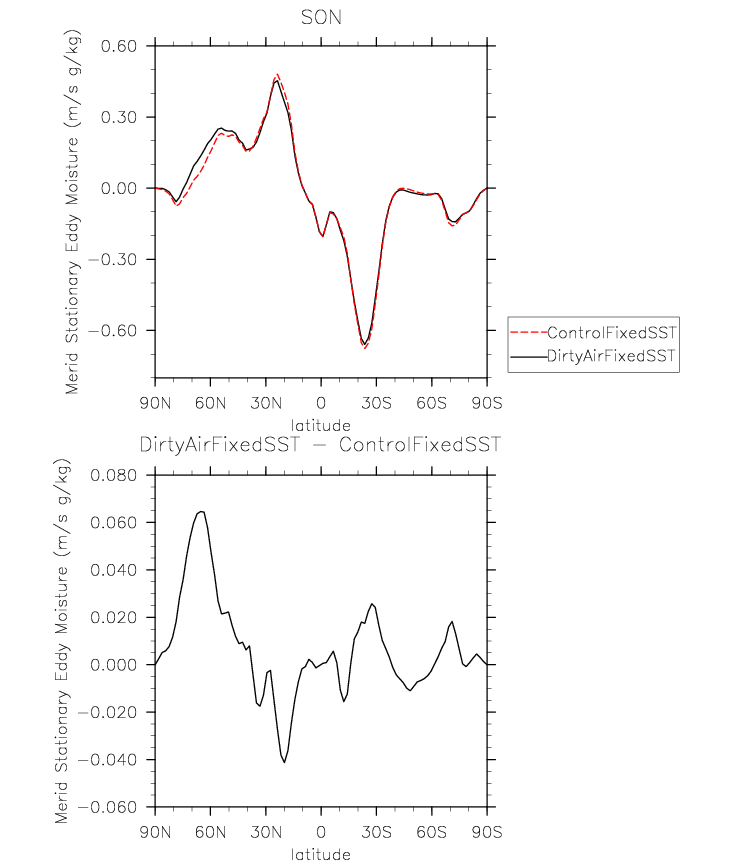 SON
Merid Stationary Eddy Moisture (m/s g/kg)
0.60
0.30
0.00
−0.30
−0.60
90N 60N 30N 0 30S 60S 90S
latitude
ControlFixedSST
DirtyAirFixedSST
DirtyAirFixedSST − ControlFixedSST
Merid Stationary Eddy Moisture (m/s g/kg)
0.080
0.060
0.040
0.020
0.000
−0.020
−0.040
−0.060
90N 60N 30N 0 30S 60S 90S
latitude